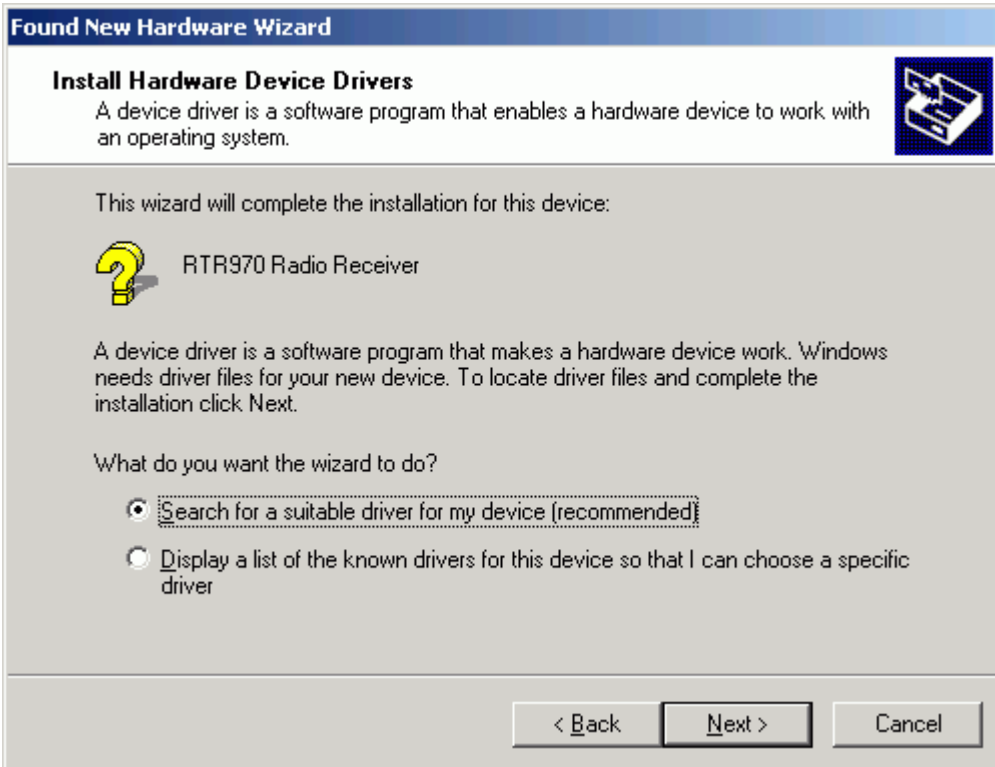 Found New Hardware Wizard
Install Hardware Device Drivers
A device driver is a software program that enables a hardware device to work with
an operating system.
This wizard will complete the installation for this device:
RTR970 Radio Receiver
A device driver is a software program that makes a hardware device work. Windows
needs driver files for your new device. To locate driver files and complete the
installation click Next.
What do you want the wizard to do?
Search for a suitable driver for my device (recommended)
Display a list of the known drivers for this device so that I can choose a specific
driver
< Back Next > Cancel